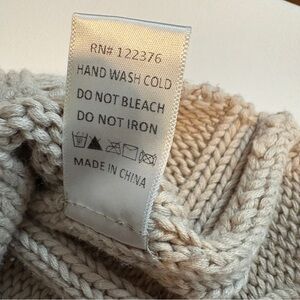 RN# 122376
HAND WASH COLD
DO NOT BLEACH
DO NOT IRON
MADE IN CHINA